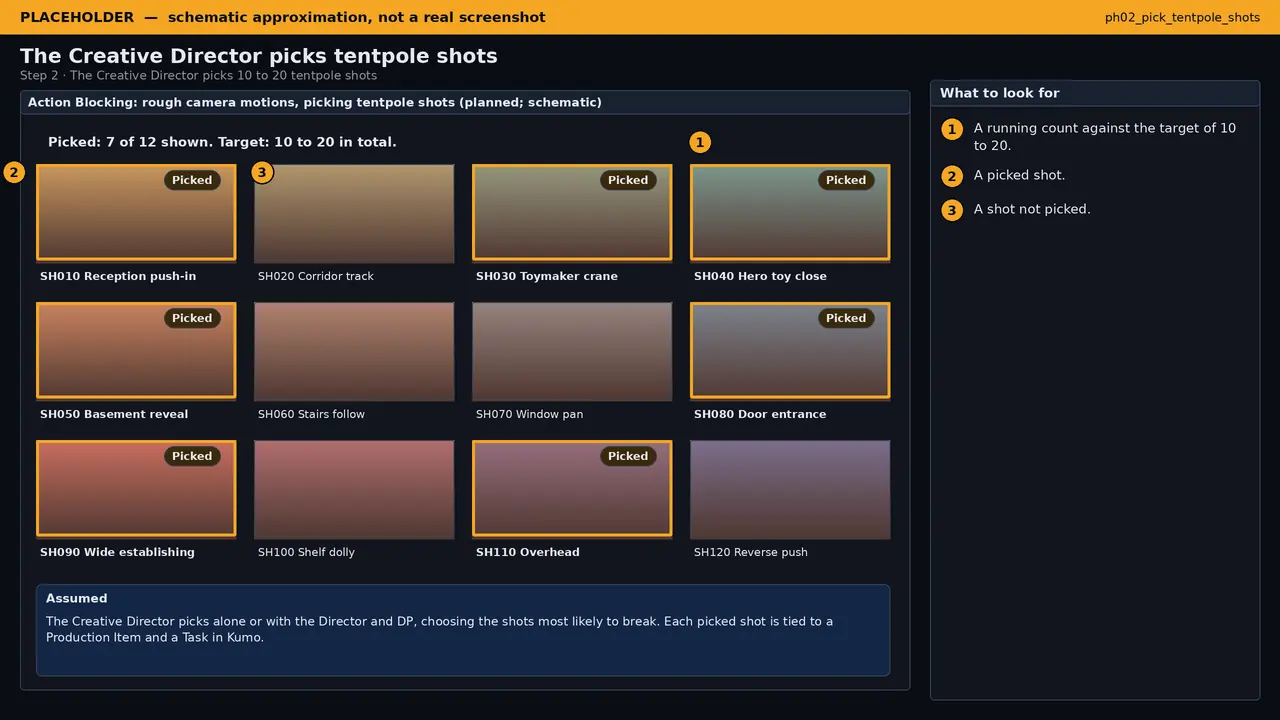 PLACEHOLDER — schematic approximation, not a real screenshot
ph02_pick_tentpole_shots
The Creative Director picks tentpole shots
Step 2 · The Creative Director picks 10 to 20 tentpole shots
Action Blocking: rough camera motions, picking tentpole shots (planned; schematic)
Picked: 7 of 12 shown. Target: 10 to 20 in total.
1
2
Picked
3
Picked
Picked
SH010 Reception push-in
SH020 Corridor track
SH030 Toymaker crane
SH040 Hero toy close
Picked
Picked
SH050 Basement reveal
SH060 Stairs follow
SH070 Window pan
SH080 Door entrance
Picked
Picked
SH090 Wide establishing
SH100 Shelf dolly
SH110 Overhead
SH120 Reverse push
Assumed
The Creative Director picks alone or with the Director and DP, choosing the shots most likely to break. Each picked shot is tied to a
Production Item and a Task in Kumo.
What to look for
1 A running count against the target of 10
to 20.
2 A picked shot.
3 A shot not picked.